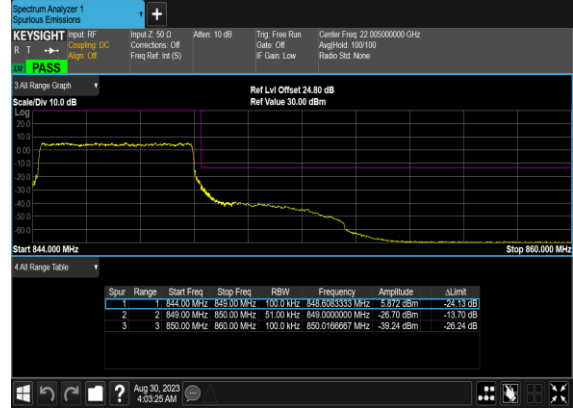 Spectrum Analyzer 1
Spurious Emissions
KEYSIGHT Input: RF Input Z: 50 Ω Atten: 10 dB Trig: Free Run Center Freq: 22.005000000 GHz
R T Coupling: DC Corrections: Off Gate: Off Avg|Hold: 100/100
Align: Off Freq Ref: Int (S) IF Gain: Low Radio Std: None
PASS
3 All Range Graph
Ref Lvl Offset 24.80 dB
Scale/Div 10.0 dB Ref Value 30.00 dBm
Log
20.0
10.0
0.00
-10.0
-20.0
-30.0
-40.0
-50.0
-60.0
Start 844.000 MHz Stop 860.000 MHz
4 All Range Table
Spur Range Start Freq Stop Freq RBW Frequency Amplitude ΔLimit
1 1 844.00 MHz 849.00 MHz 100.0 kHz 848.6083333 MHz 5.872 dBm -24.13 dB
2 2 849.00 MHz 850.00 MHz 51.00 kHz 849.0000000 MHz -26.70 dBm -13.70 dB
3 3 850.00 MHz 860.00 MHz 100.0 kHz 850.0166667 MHz -39.24 dBm -26.24 dB
? Aug 30, 2023
4:03:25 AM